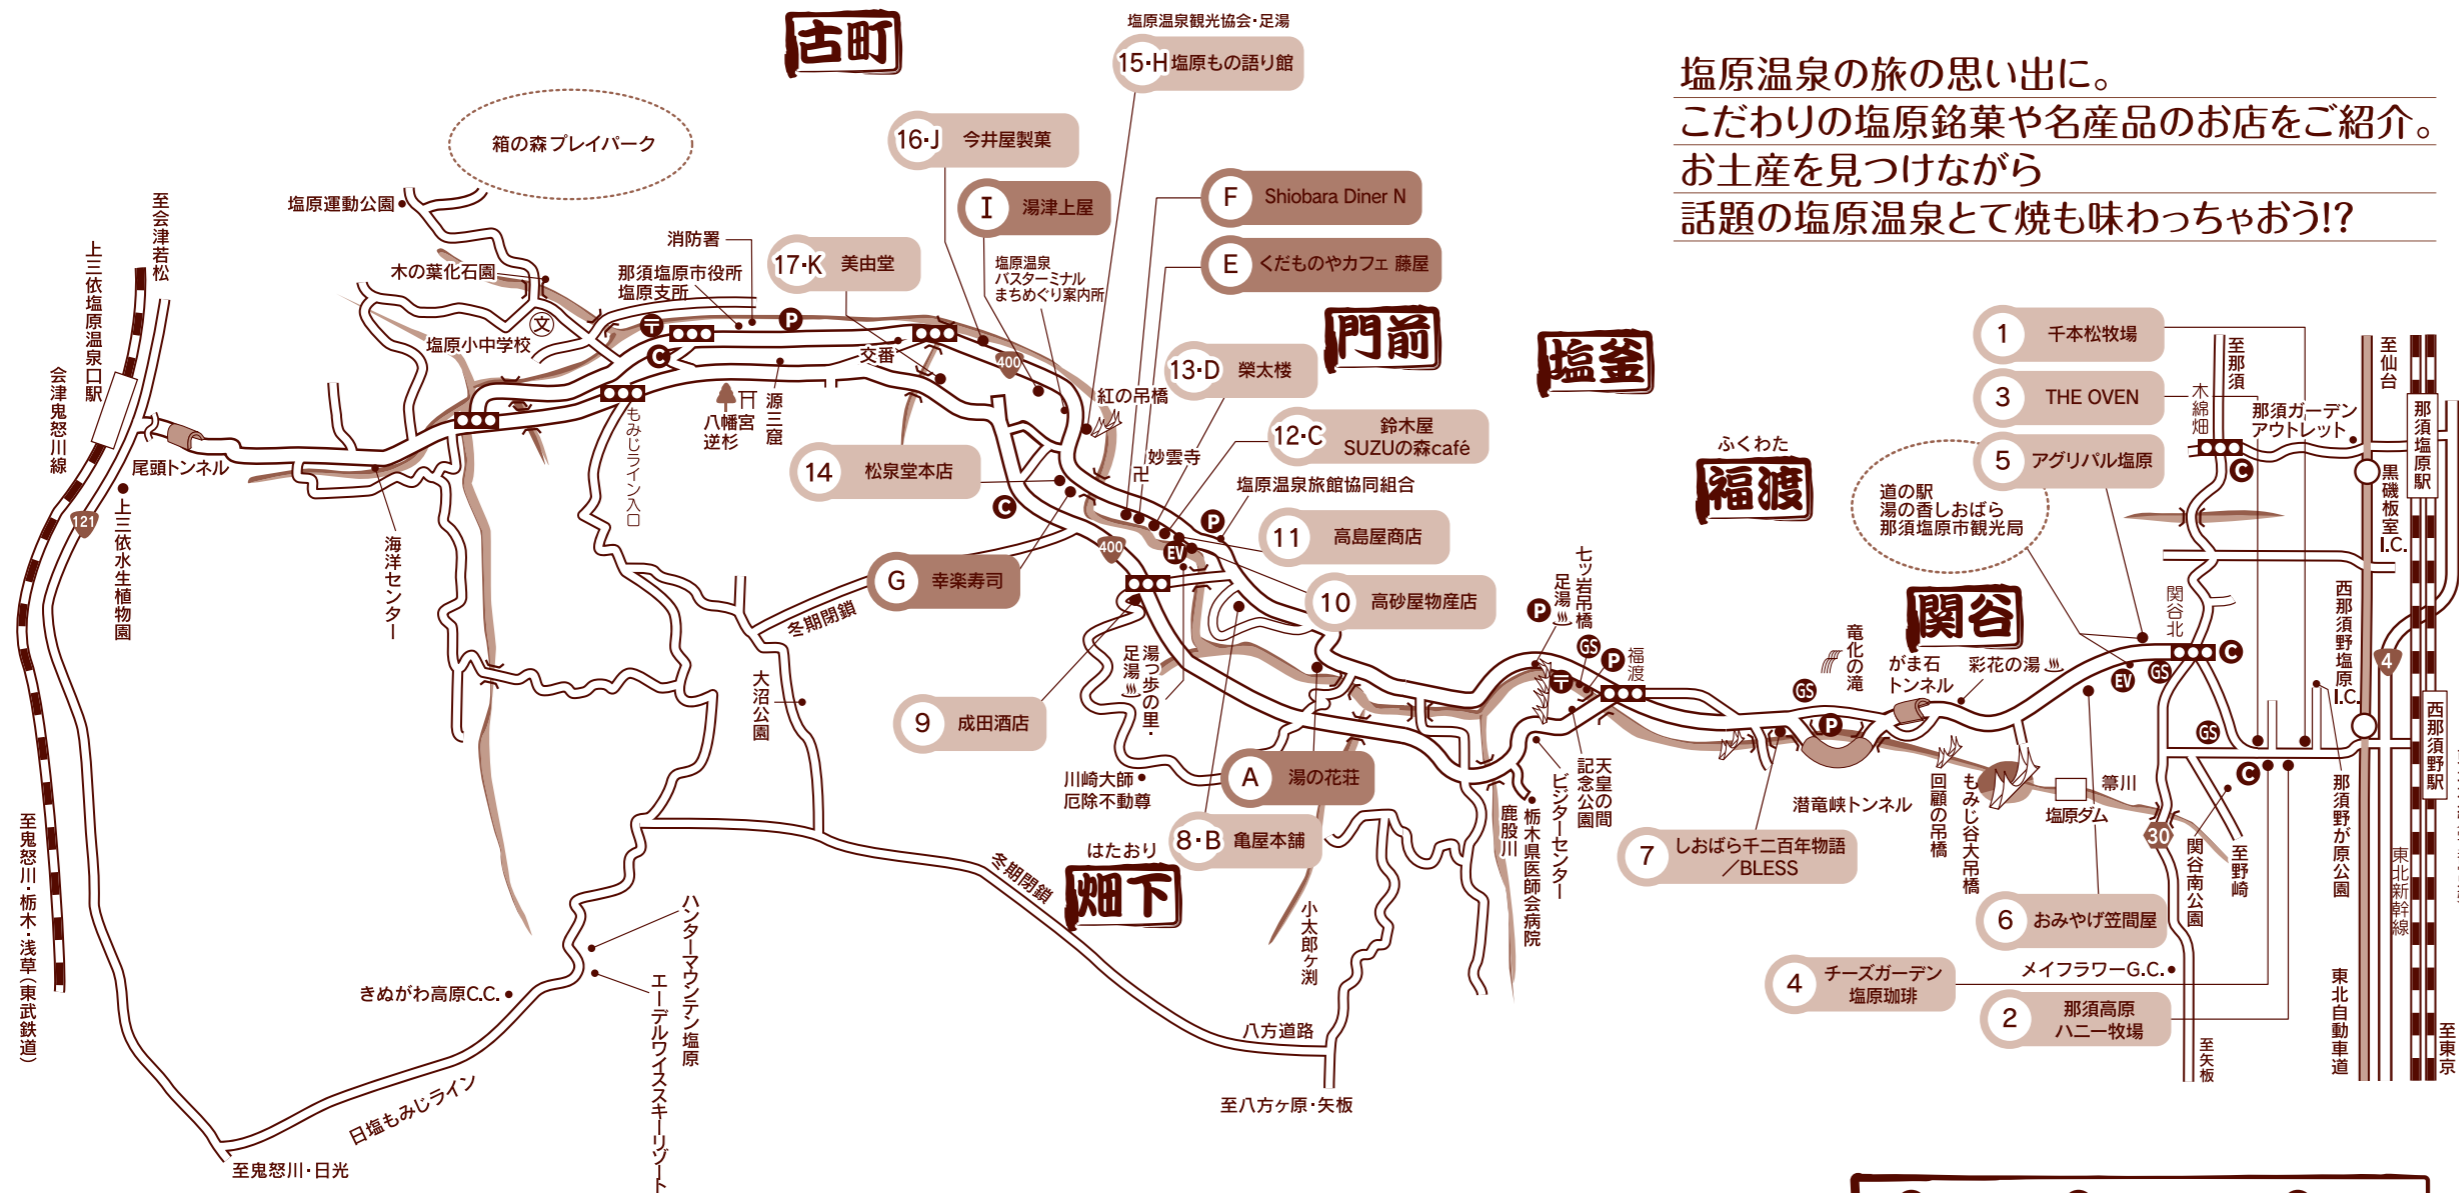 塩原温泉の旅の思い出に。
こだわりの塩原銘菓や名産品のお店をご紹介。
お土産を見つけながら
話題の塩原温泉とて焼も味わっちゃおう!?
古町
塩原温泉観光協会・足湯
15・H 塩原もの語り館
16・J 今井屋製菓
I 湯津上屋
F Shiobara Diner N
E くだものやカフェ 藤屋
17・K 美由堂
塩原温泉
バスターミナル
まちめぐり案内所
箱の森プレイパーク
塩原運動公園
消防署
木の葉化石園
那須塩原市役所
塩原支所
文
塩原小中学校
〒
P
C
交番
400
至会津若松
上三依塩原温泉口駅
会津鬼怒川線
尾頭トンネル
121
上三依水生植物園
海洋センター
もみじライン入口
八幡宮
逆杉
源三窟
門前
13・D 榮太楼
紅の吊橋
12・C 鈴木屋
SUZUの森café
妙雲寺
卍
塩原温泉旅館協同組合
14 松泉堂本店
C
P
11 高島屋商店
EV
400
G 幸楽寿司
10 高砂屋物産店
冬期閉鎖
塩釜
ふくわた
福渡
七ツ岩吊橋
足湯
P
GS
P
福渡
〒
湯っ歩の里・
足湯
大沼公園
9 成田酒店
川崎大師
厄除不動尊
A 湯の花荘
8・B 亀屋本舗
はたおり
畑下
小太郎ヶ渕
鹿股川
栃木県医師会病院
ビジターセンター
天皇の間
記念公園
7 しおばら千二百年物語
/BLESS
竜化の滝
GS
P
潜竜峡トンネル
がま石
トンネル
彩花の湯
回顧の吊橋
もみじ谷大吊橋
塩原ダム
箒川
関谷
1 千本松牧場
3 THE OVEN
5 アグリパル塩原
道の駅
湯の香しおばら
那須塩原市観光局
至那須
木綿畑
C
那須ガーデン
アウトレット
至仙台
那須塩原駅
黒磯板室I.C.
関谷北
C
EV
GS
西那須野塩原I.C.
4
西那須野駅
GS
C
那須野が原公園
東北新幹線
30
関谷南公園
至野崎
6 おみやげ笠間屋
メイフラワーG.C.
4 チーズガーデン
塩原珈琲
2 那須高原
ハニー牧場
至矢板
東北自動車道
至東京
至鬼怒川・栃木・浅草(東武鉄道)
きぬがわ高原C.C.
ハンターマウンテン塩原
エーデルワイススキーリゾート
冬期閉鎖
八方道路
至八方ヶ原・矢板
日塩もみじライン
至鬼怒川・日光